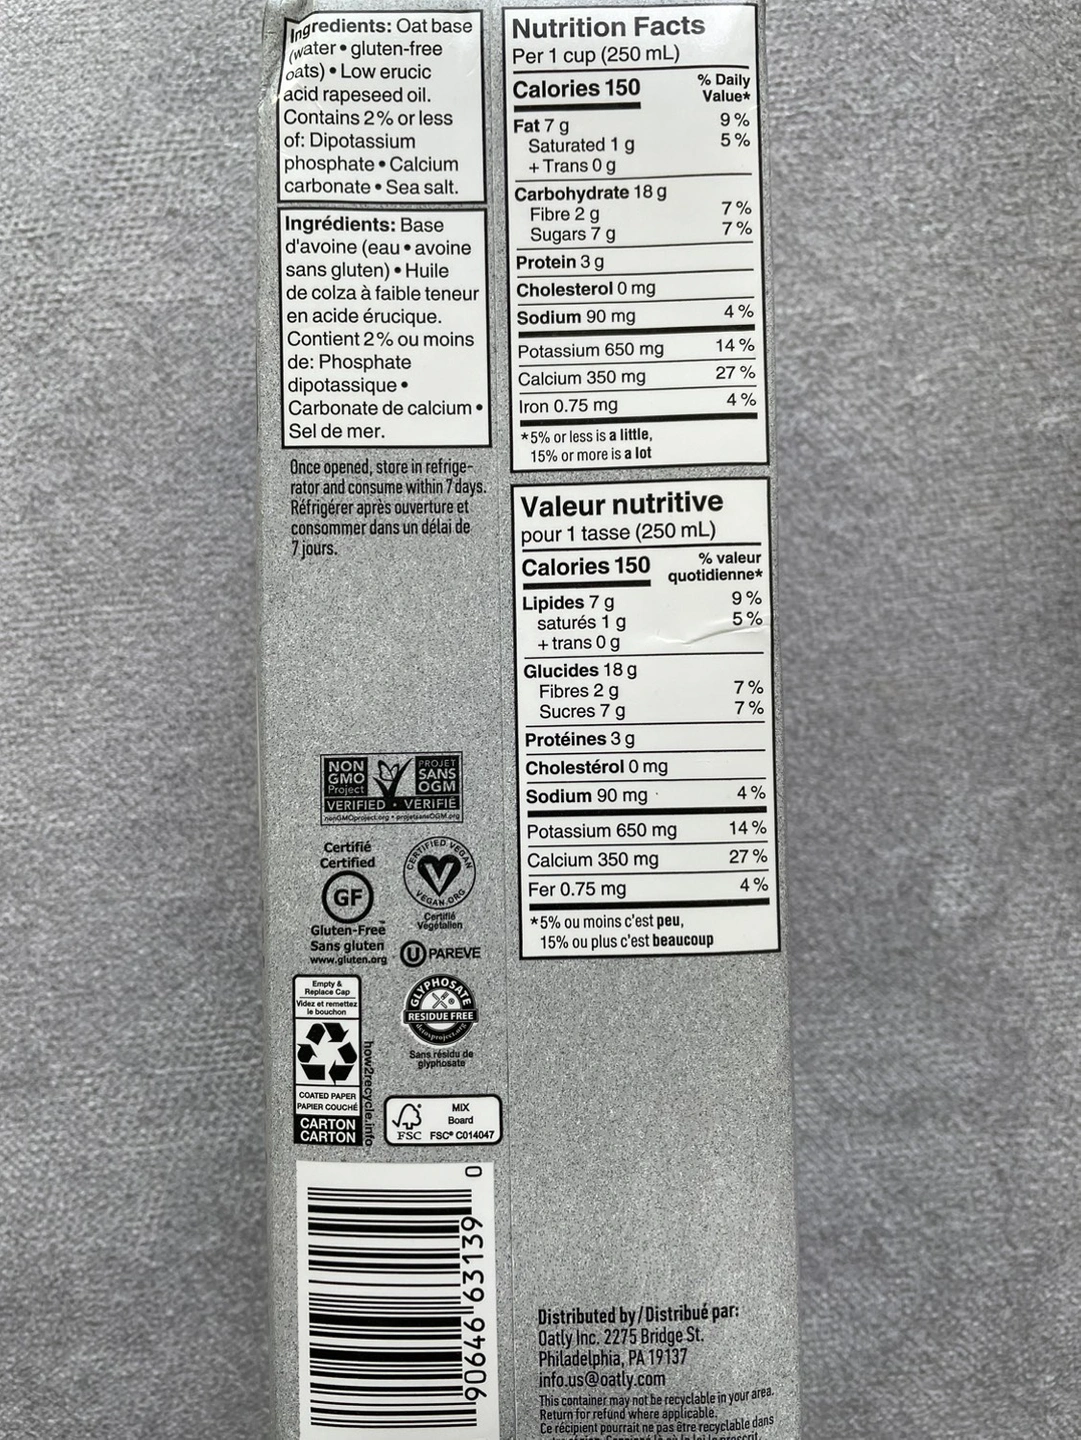 Ingredients: Oat base
(water • gluten-free
oats) • Low erucic
acid rapeseed oil.
Contains 2% or less
of: Dipotassium
phosphate • Calcium
carbonate • Sea salt.
Ingrédients: Base
d'avoine (eau • avoine
sans gluten) • Huile
de colza à faible teneur
en acide érucique.
Contient 2% ou moins
de: Phosphate
dipotassique •
Carbonate de calcium •
Sel de mer.
Once opened, store in refrige-
rator and consume within 7 days.
Réfrigérer après ouverture et
consommer dans un délai de
7 jours.
NON
GMO
Project
PROJET
SANS
OGM
VERIFIED • VÉRIFIÉ
nonGMOproject.org • projetsansOGM.org
Certifié
Certified
GF
Gluten-Free
Sans gluten
www.gluten.org
CERTIFIED VEGAN
V
VEGAN.ORG
Certifié
Végétalien
U PAREVE
GLYPHOSATE
RESIDUE FREE
detoxproject.org
Sans résidu de
glyphosate
Empty &
Replace Cap
Videz et remettez
le bouchon
COATED PAPER
PAPIER COUCHÉ
CARTON
CARTON
how2recycle.info
FSC
MIX
Board
FSC® C014047
0
90646 63139
Nutrition Facts
Per 1 cup (250 mL)
Calories 150
% Daily
Value*
Fat 7 g 9 %
Saturated 1 g 5 %
+ Trans 0 g
Carbohydrate 18 g
Fibre 2 g 7 %
Sugars 7 g 7 %
Protein 3 g
Cholesterol 0 mg
Sodium 90 mg 4 %
Potassium 650 mg 14 %
Calcium 350 mg 27 %
Iron 0.75 mg 4 %
*5% or less is a little,
15% or more is a lot
Valeur nutritive
pour 1 tasse (250 mL)
Calories 150
% valeur
quotidienne*
Lipides 7 g 9 %
saturés 1 g 5 %
+ trans 0 g
Glucides 18 g
Fibres 2 g 7 %
Sucres 7 g 7 %
Protéines 3 g
Cholestérol 0 mg
Sodium 90 mg 4 %
Potassium 650 mg 14 %
Calcium 350 mg 27 %
Fer 0.75 mg 4 %
*5% ou moins c'est peu,
15% ou plus c'est beaucoup
Distributed by/Distribué par:
Oatly Inc. 2275 Bridge St.
Philadelphia, PA 19137
info.us@oatly.com
This container may not be recyclable in your area.
Return for refund where applicable.
Ce récipient pourrait ne pas être recyclable dans